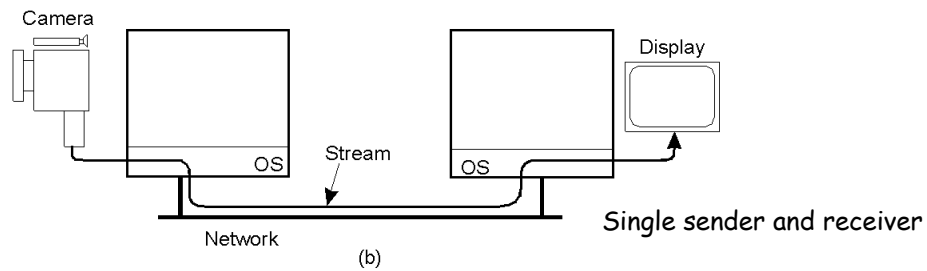 Camera
Display
OS
Stream
OS
Network
Single sender and receiver
(b)